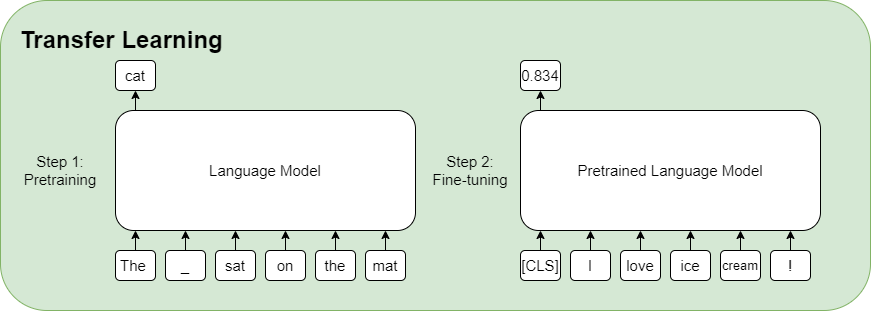 Transfer Learning
cat
Step 1:
Pretraining
Language Model
The _ sat on the mat
0.834
Step 2:
Fine-tuning
Pretrained Language Model
[CLS] I love ice cream !